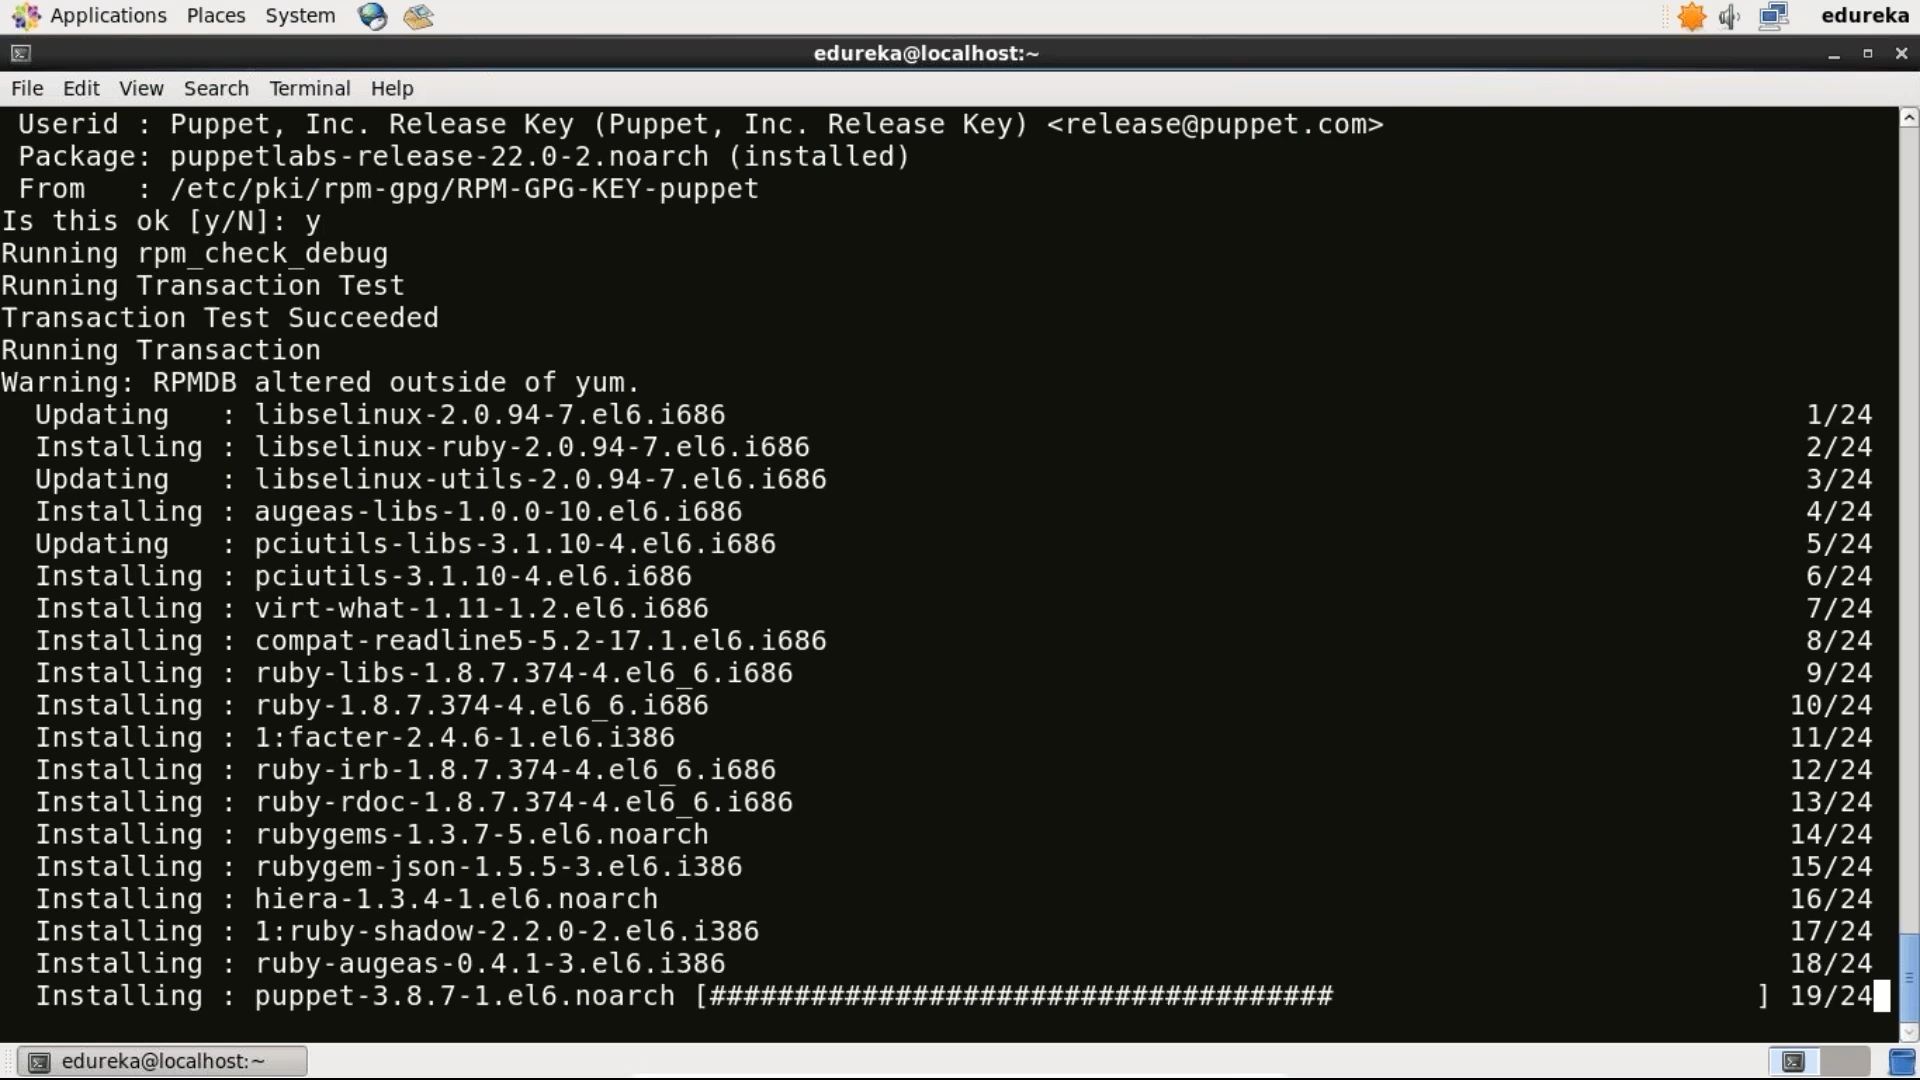 Applications Places System edureka
edureka@localhost:~
File Edit View Search Terminal Help
Userid : Puppet, Inc. Release Key (Puppet, Inc. Release Key) <release@puppet.com>
Package: puppetlabs-release-22.0-2.noarch (installed)
From   : /etc/pki/rpm-gpg/RPM-GPG-KEY-puppet
Is this ok [y/N]: y
Running rpm_check_debug
Running Transaction Test
Transaction Test Succeeded
Running Transaction
Warning: RPMDB altered outside of yum.
Updating   : libselinux-2.0.94-7.el6.i686 1/24
Installing : libselinux-ruby-2.0.94-7.el6.i686 2/24
Updating   : libselinux-utils-2.0.94-7.el6.i686 3/24
Installing : augeas-libs-1.0.0-10.el6.i686 4/24
Updating   : pciutils-libs-3.1.10-4.el6.i686 5/24
Installing : pciutils-3.1.10-4.el6.i686 6/24
Installing : virt-what-1.11-1.2.el6.i686 7/24
Installing : compat-readline5-5.2-17.1.el6.i686 8/24
Installing : ruby-libs-1.8.7.374-4.el6_6.i686 9/24
Installing : ruby-1.8.7.374-4.el6_6.i686 10/24
Installing : 1:facter-2.4.6-1.el6.i386 11/24
Installing : ruby-irb-1.8.7.374-4.el6_6.i686 12/24
Installing : ruby-rdoc-1.8.7.374-4.el6_6.i686 13/24
Installing : rubygems-1.3.7-5.el6.noarch 14/24
Installing : rubygem-json-1.5.5-3.el6.i386 15/24
Installing : hiera-1.3.4-1.el6.noarch 16/24
Installing : 1:ruby-shadow-2.2.0-2.el6.i386 17/24
Installing : ruby-augeas-0.4.1-3.el6.i386 18/24
Installing : puppet-3.8.7-1.el6.noarch [##################################### ] 19/24
edureka@localhost:~